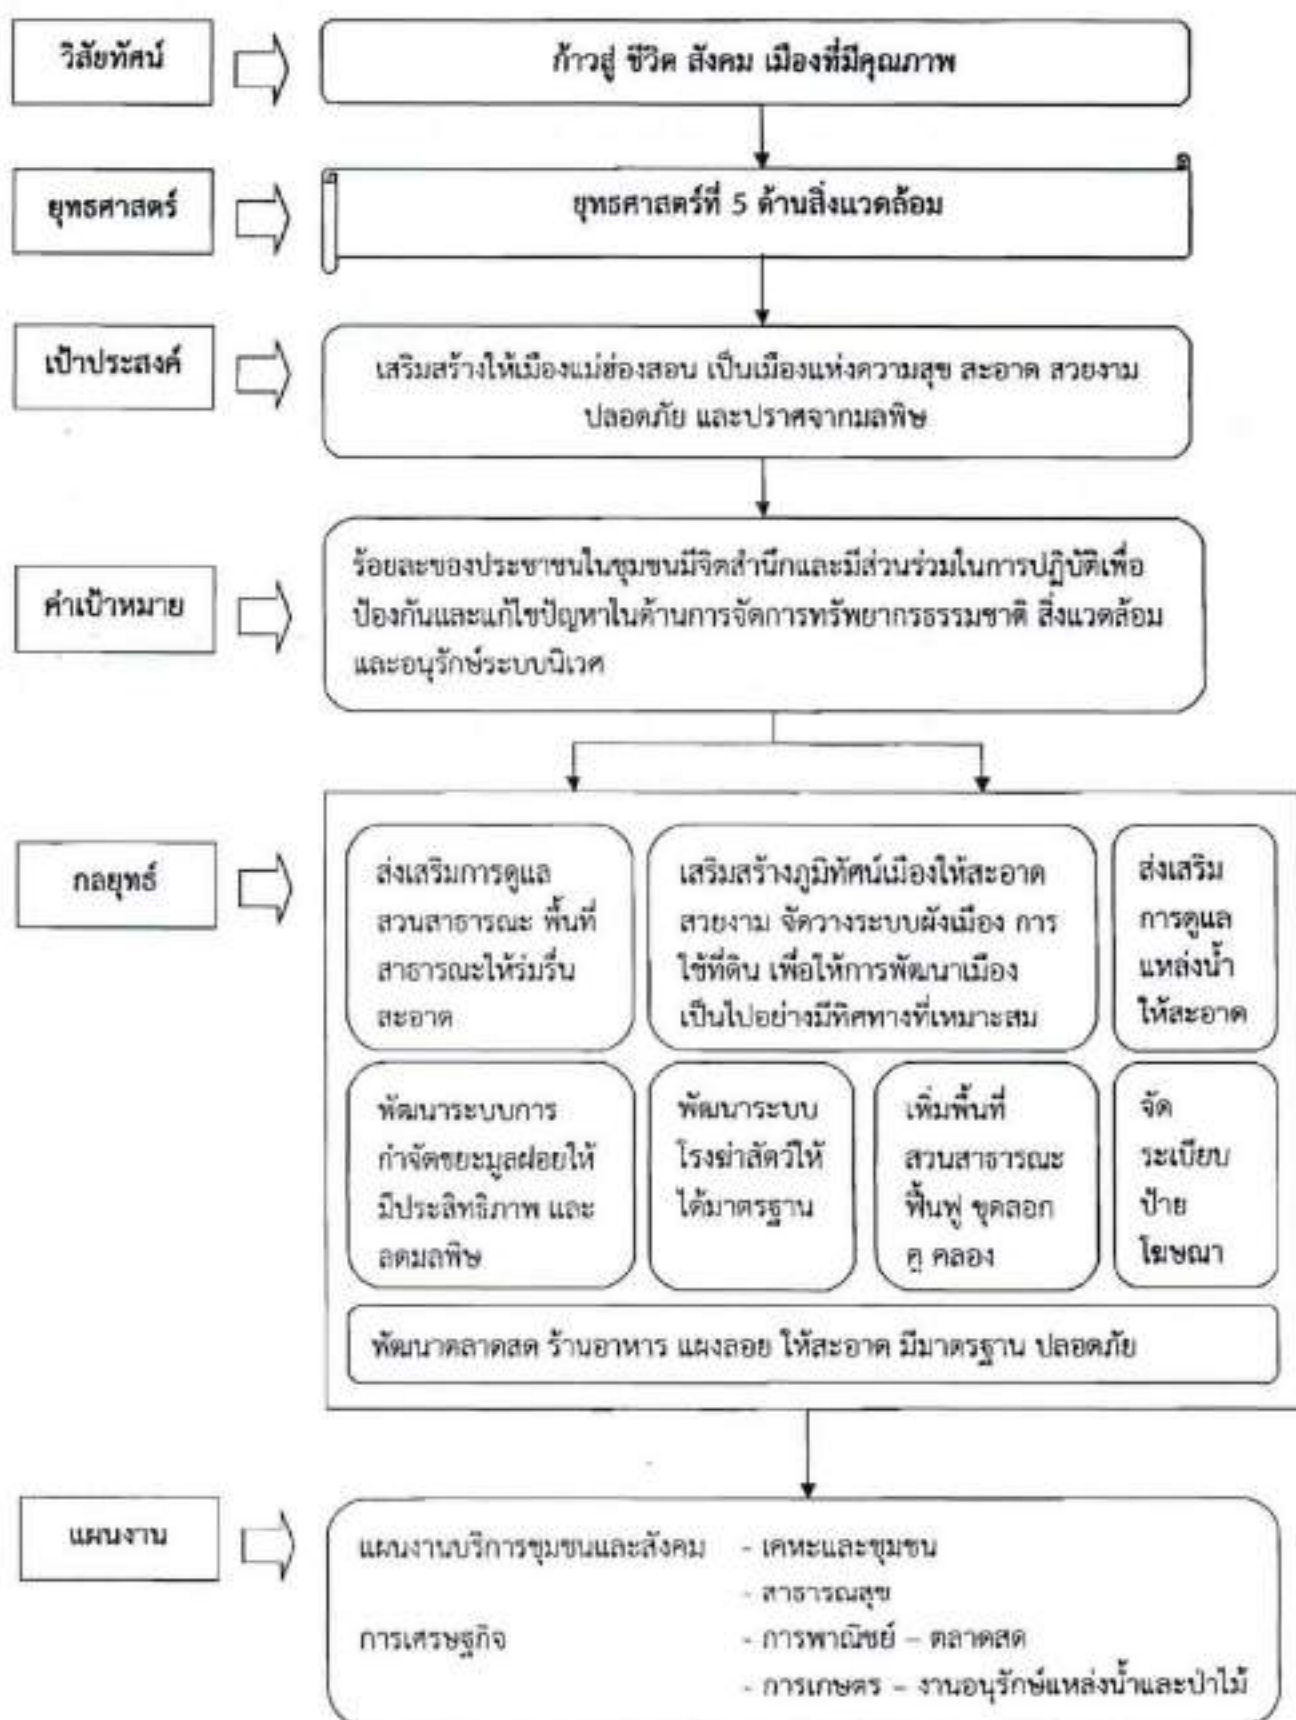 วิสัยทัศน์
ก้าวสู่ ชีวิต สังคม เมืองที่มีคุณภาพ
ยุทธศาสตร์
ยุทธศาสตร์ที่ 5 ด้านสิ่งแวดล้อม
เป้าประสงค์
เสริมสร้างให้เมืองแม่ฮ่องสอน เป็นเมืองแห่งความสุข สะอาด สวยงาม
ปลอดภัย และปราศจากมลพิษ
ค่าเป้าหมาย
ร้อยละของประชาชนในชุมชนมีจิตสำนึกและมีส่วนร่วมในการปฏิบัติเพื่อ
ป้องกันและแก้ไขปัญหาในด้านการจัดการทรัพยากรธรรมชาติ สิ่งแวดล้อม
และอนุรักษ์ระบบนิเวศ
กลยุทธ์
ส่งเสริมการดูแล
สวนสาธารณะ พื้นที่
สาธารณะให้ร่มรื่น
สะอาด
เสริมสร้างภูมิทัศน์เมืองให้สะอาด
สวยงาม จัดวางระบบผังเมือง การ
ใช้ที่ดิน เพื่อให้การพัฒนาเมือง
เป็นไปอย่างมีทิศทางที่เหมาะสม
ส่งเสริม
การดูแล
แหล่งน้ำ
ให้สะอาด
พัฒนาระบบการ
กำจัดขยะมูลฝอยให้
มีประสิทธิภาพ และ
ลดมลพิษ
พัฒนาระบบ
โรงฆ่าสัตว์ให้
ได้มาตรฐาน
เพิ่มพื้นที่
สวนสาธารณะ
ฟื้นฟู ขุดลอก
คู คลอง
จัด
ระเบียบ
ป้าย
โฆษณา
พัฒนาตลาดสด ร้านอาหาร แผงลอย ให้สะอาด มีมาตรฐาน ปลอดภัย
แผนงาน
แผนงานบริการชุมชนและสังคม - เคหะและชุมชน
- สาธารณสุข
การเศรษฐกิจ - การพาณิชย์ – ตลาดสด
- การเกษตร – งานอนุรักษ์แหล่งน้ำและป่าไม้